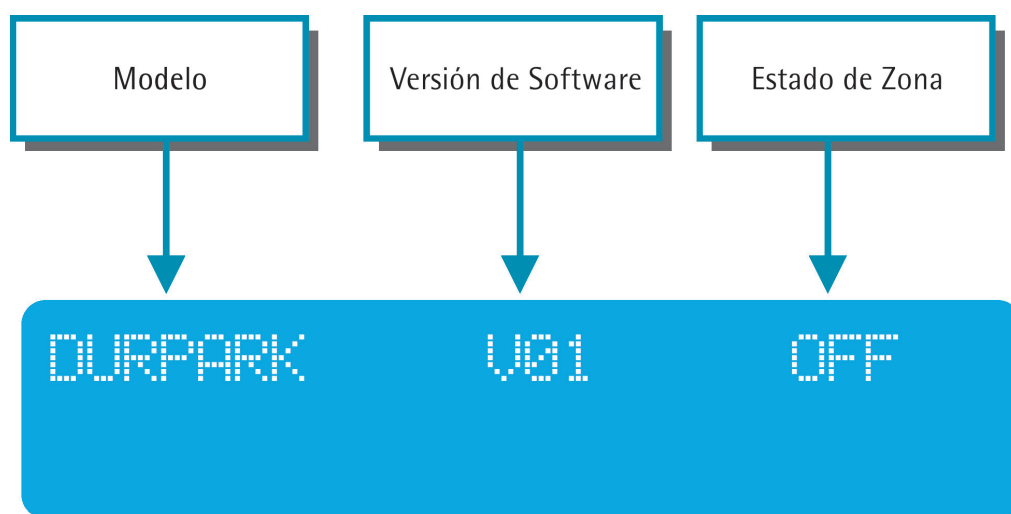 Modelo
Versión de Software
Estado de Zona
DURPARK V01 OFF